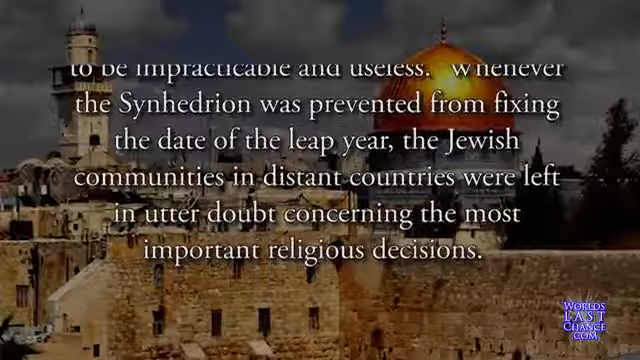 to be impracticable and useless. "Whenever
the Synhedrion was prevented from fixing
the date of the leap year, the Jewish
communities in distant countries were left
in utter doubt concerning the most
important religious decisions.
WORLDS
LAST
CHANCE
.COM